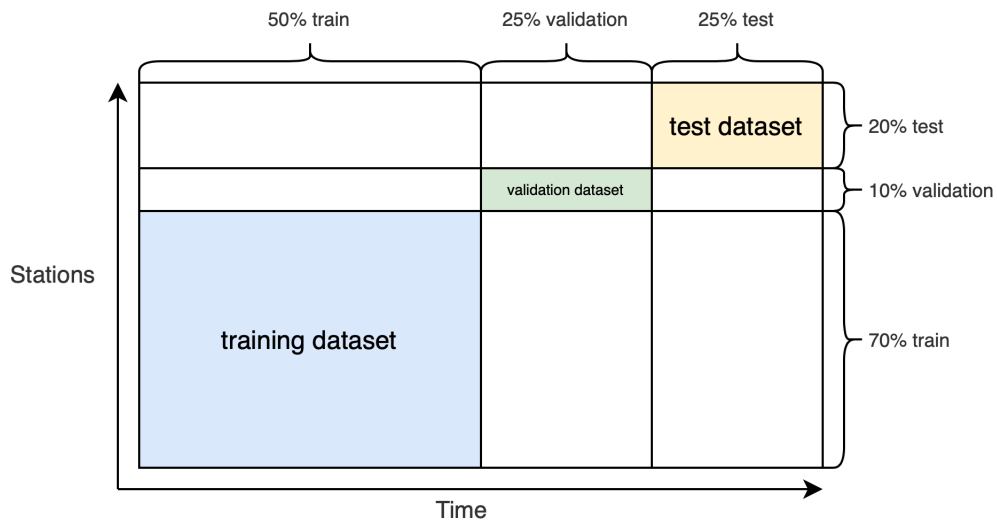 50% train
25% validation
25% test
test dataset
20% test
validation dataset
10% validation
Stations
training dataset
70% train
Time